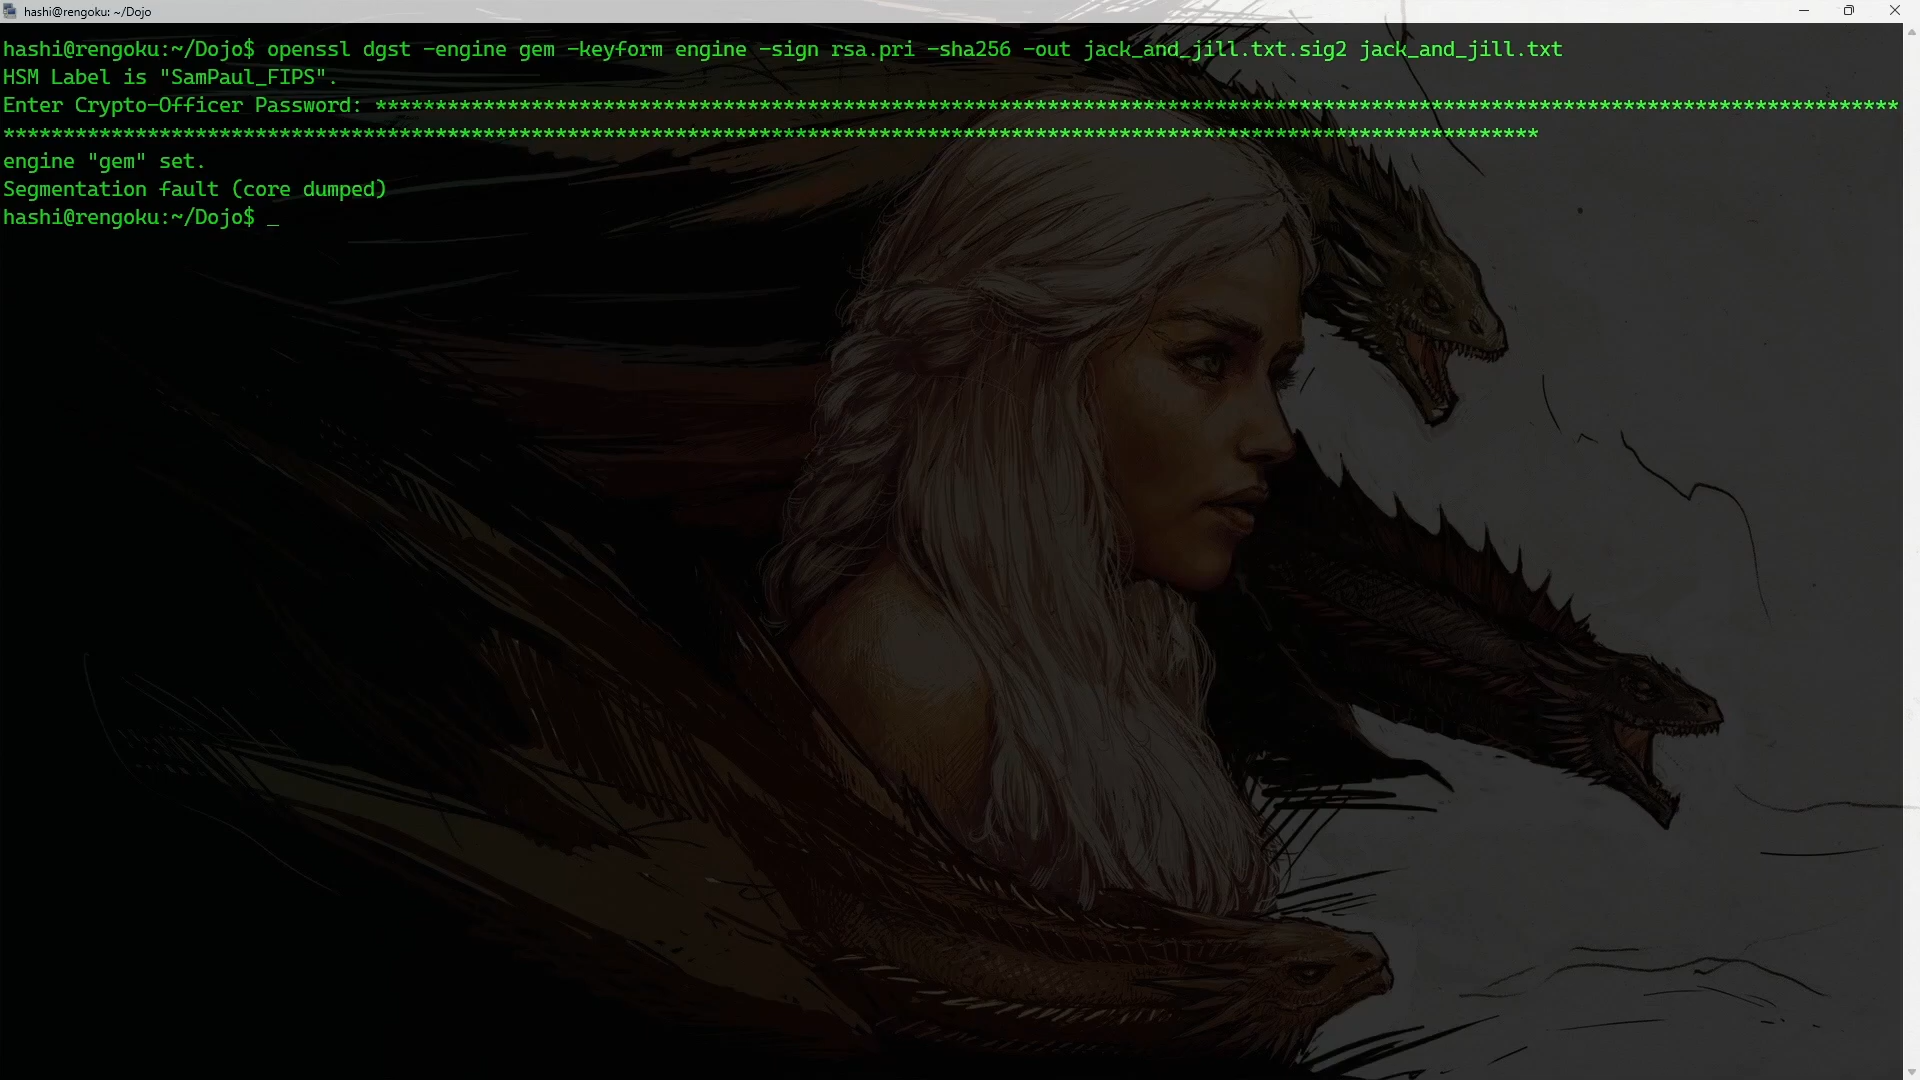 hashi@rengoku: ~/Dojo
hashi@rengoku:~/Dojo$ openssl dgst -engine gem -keyform engine -sign rsa.pri -sha256 -out jack_and_jill.txt.sig2 jack_and_jill.txt
HSM Label is "SamPaul_FIPS".
Enter Crypto-Officer Password: *******************************************************************************************************************************
********************************************************************************************************************************
engine "gem" set.
Segmentation fault (core dumped)
hashi@rengoku:~/Dojo$ _